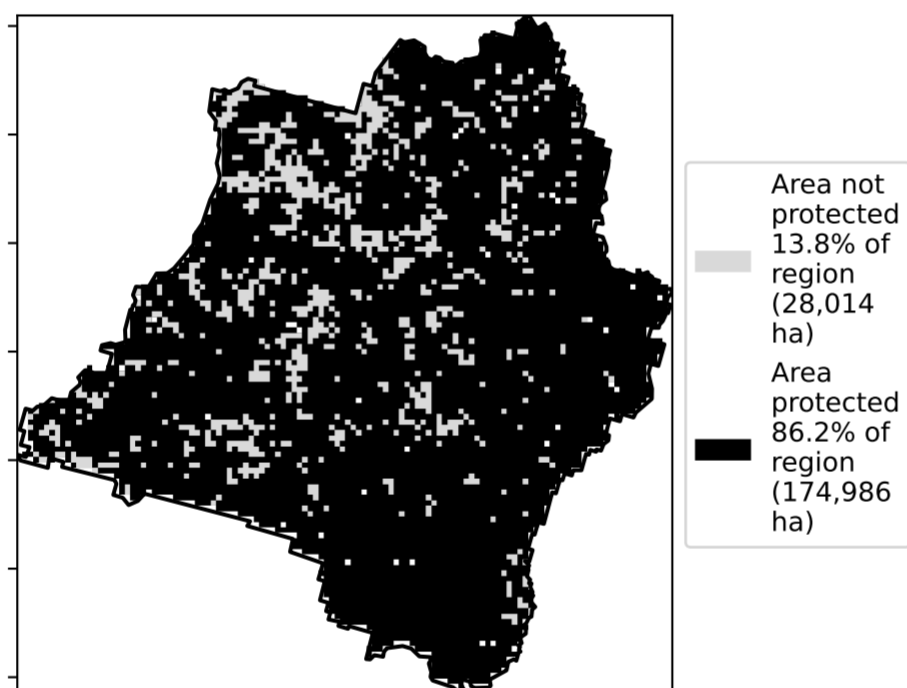 Area not
protected
13.8% of
region
(28,014
ha)
Area
protected
86.2% of
region
(174,986
ha)